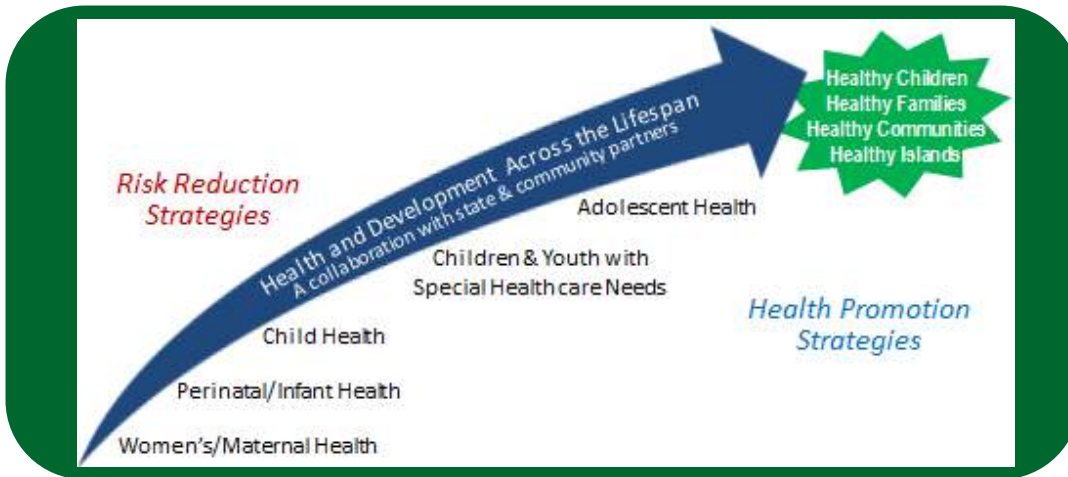 Healthy Children
Healthy Families
Healthy Communities
Healthy Islands
Health and Development Across the Lifespan
A collaboration with state & community partners
Risk Reduction
Strategies
Adolescent Health
Children & Youth with
Special Healthcare Needs
Health Promotion
Strategies
Child Health
Perinatal/Infant Health
Women's/Maternal Health